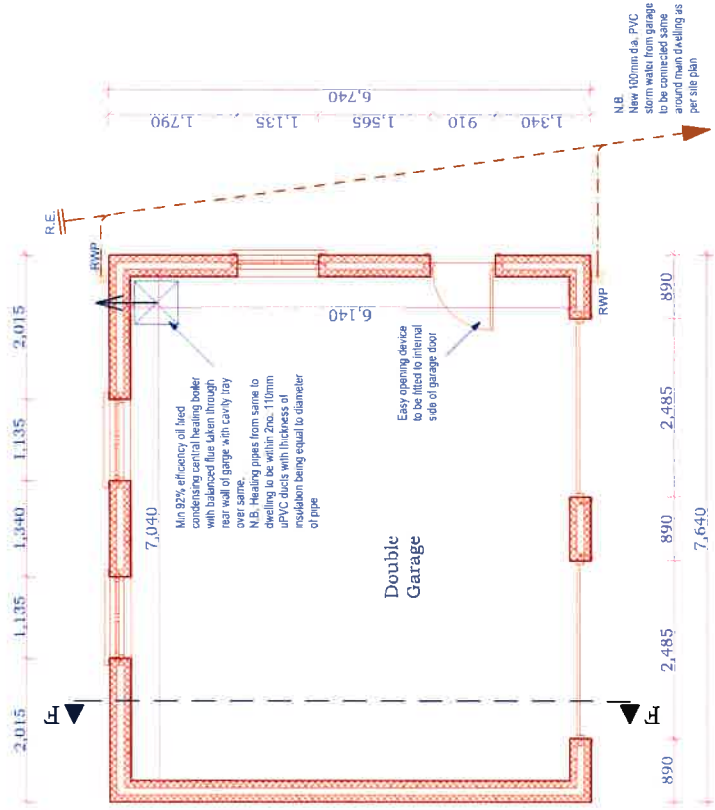 R.E.
RWP
N.B.
New 100mm dia. PVC
storm water from garage
to be connected same
around main dwelling as
per site plan
6,740
1,790
1,135
1,565
910
1,340
2,015
1,135
1,340
1,135
2,015
Min 92% efficiency oil fired
condensing central heating boiler
with balanced flue taken through
rear wall of garge with cavity tray
over same.
N.B. Heating pipes from same to
dwelling to be within 2no. 110mm
uPVC ducts with thickness of
insulation being equal to diameter
of pipe
7,040
6,140
Easy opening device
to be fitted to internal
side of garage door
RWP
Double
Garage
F
F
890
2,485
890
2,485
890
7,640